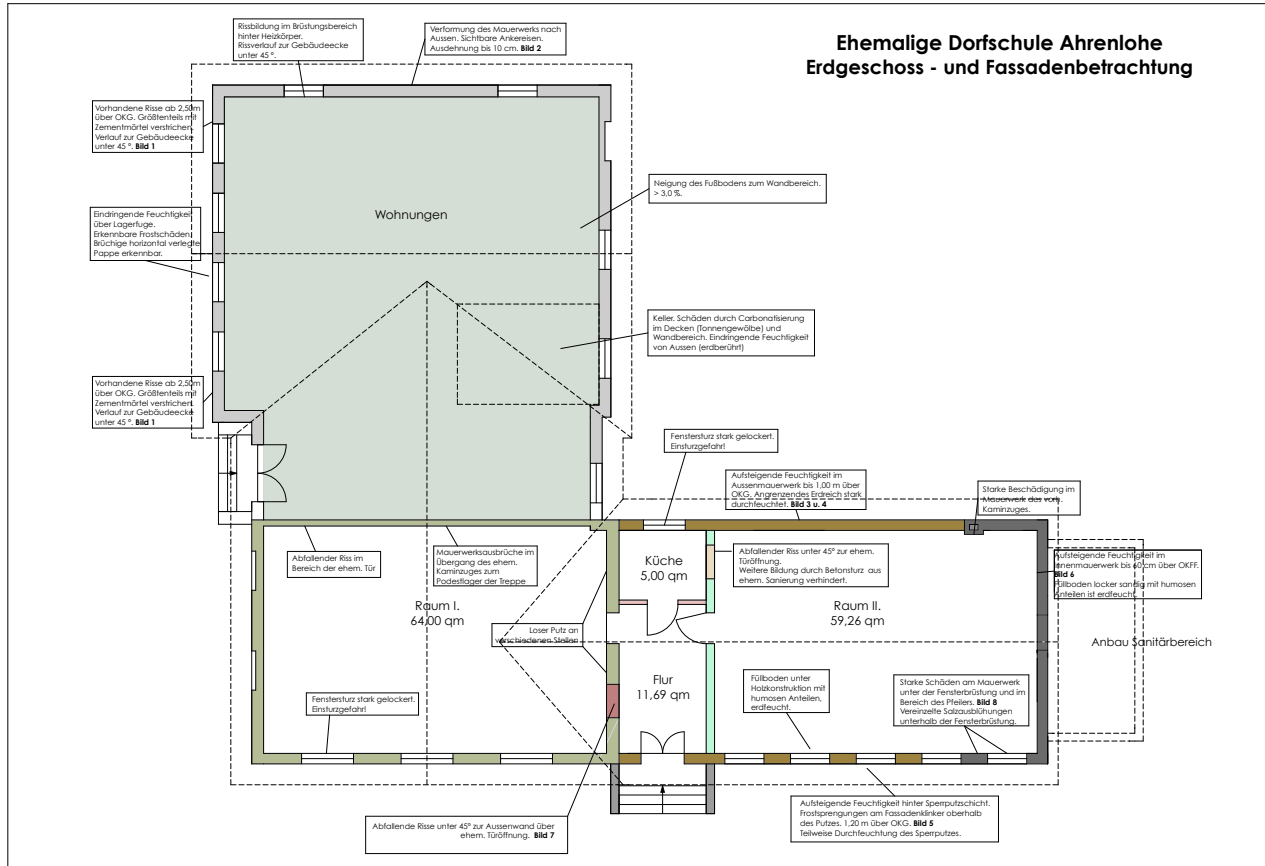 Ehemalige Dorfschule Ahrenlohe
Erdgeschoss - und Fassadenbetrachtung
Rissbildung im Brüstungsbereich
hinter Heizkörper.
Rissverlauf zur Gebäudeecke
unter 45 °.
Verformung des Mauerwerks nach
Aussen. Sichtbare Ankereisen.
Ausdehnung bis 10 cm. Bild 2
Vorhandene Risse ab 2,50m
über OKG. Größtenteils mit
Zementmörtel verstrichen.
Verlauf zur Gebäudeecke
unter 45 °. Bild 1
Neigung des Fußbodens zum Wandbereich.
> 3,0 %.
Wohnungen
Eindringende Feuchtigkeit
über Lagerfuge.
Erkennbare Frostschäden.
Brüchige horizontal verlegte
Pappe erkennbar.
Keller. Schäden durch Carbonatisierung
im Decken (Tonnengewölbe) und
Wandbereich. Eindringende Feuchtigkeit
von Aussen (erdberührt)
Vorhandene Risse ab 2,50m
über OKG. Größtenteils mit
Zementmörtel verstrichen.
Verlauf zur Gebäudeecke
unter 45 °. Bild 1
Fenstersturz stark gelockert.
Einsturzgefahr!
Aufsteigende Feuchtigkeit im
Aussenmauerwerk bis 1,00 m über
OKG. Angrenzendes Erdreich stark
durchfeuchtet. Bild 3 u. 4
Starke Beschädigung im
Mauerwerk des vorh.
Kaminzuges.
Abfallender Riss im
Bereich der ehem. Tür
Mauerwerksausbrüche im
Übergang des ehem.
Kaminzuges zum
Podestlager der Treppe
Küche
5,00 qm
Abfallender Riss unter 45° zur ehem.
Türöffnung.
Weitere Bildung durch Betonsturz aus
ehem. Sanierung verhindert.
Aufsteigende Feuchtigkeit im
Innenmauerwerk bis 60 cm über OKFF.
Bild 6
Füllboden locker sandig mit humosen
Anteilen ist erdfeucht.
Raum I.
64,00 qm
Raum II.
59,26 qm
Loser Putz an
verschiedenen Stellen
Anbau Sanitärbereich
Flur
11,69 qm
Fenstersturz stark gelockert.
Einsturzgefahr!
Füllboden unter
Holzkonstruktion mit
humosen Anteilen,
erdfeucht.
Starke Schäden am Mauerwerk
unter der Fensterbrüstung und im
Bereich des Pfeilers. Bild 8
Vereinzelte Salzausblühungen
unterhalb der Fensterbrüstung.
Abfallende Risse unter 45° zur Aussenwand über
ehem. Türöffnung. Bild 7
Aufsteigende Feuchtigkeit hinter Sperrputzschicht.
Frostsprengungen am Fassadenklinker oberhalb
des Putzes. 1,20 m über OKG. Bild 5
Teilweise Durchfeuchtung des Sperrputzes.